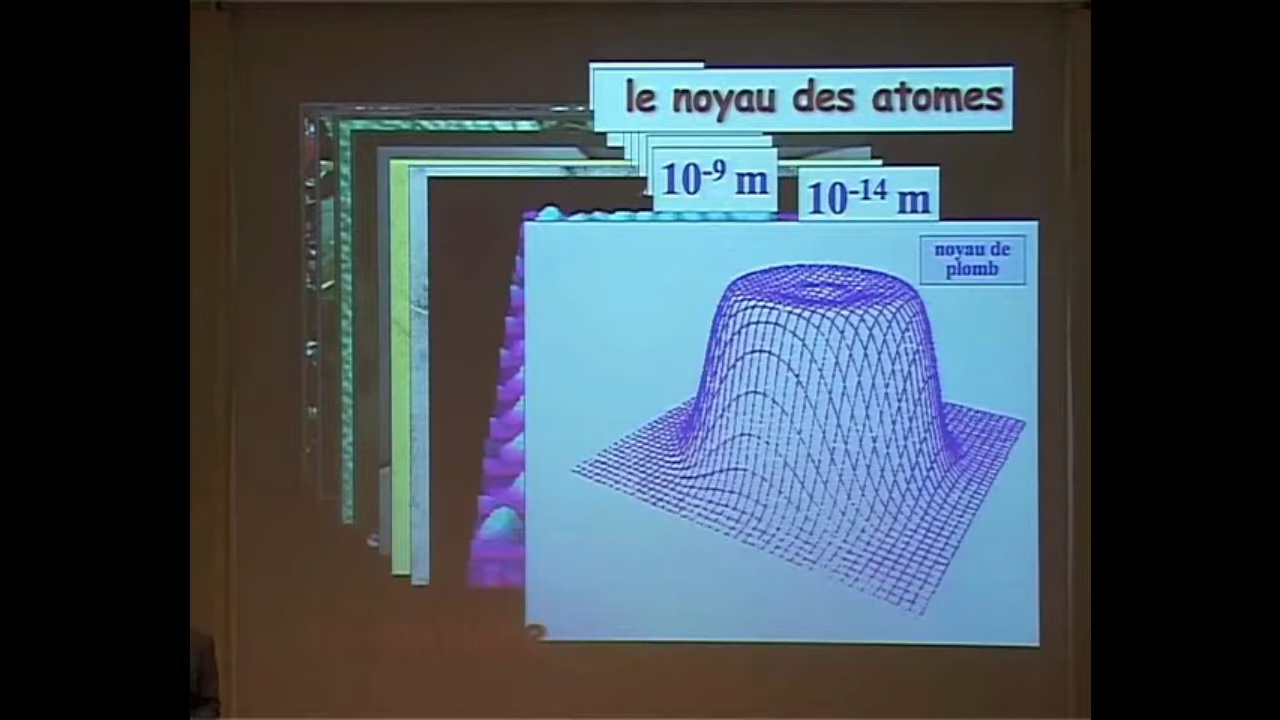 le noyau des atomes
10⁻⁹ m
10⁻¹⁴ m
noyau de
plomb